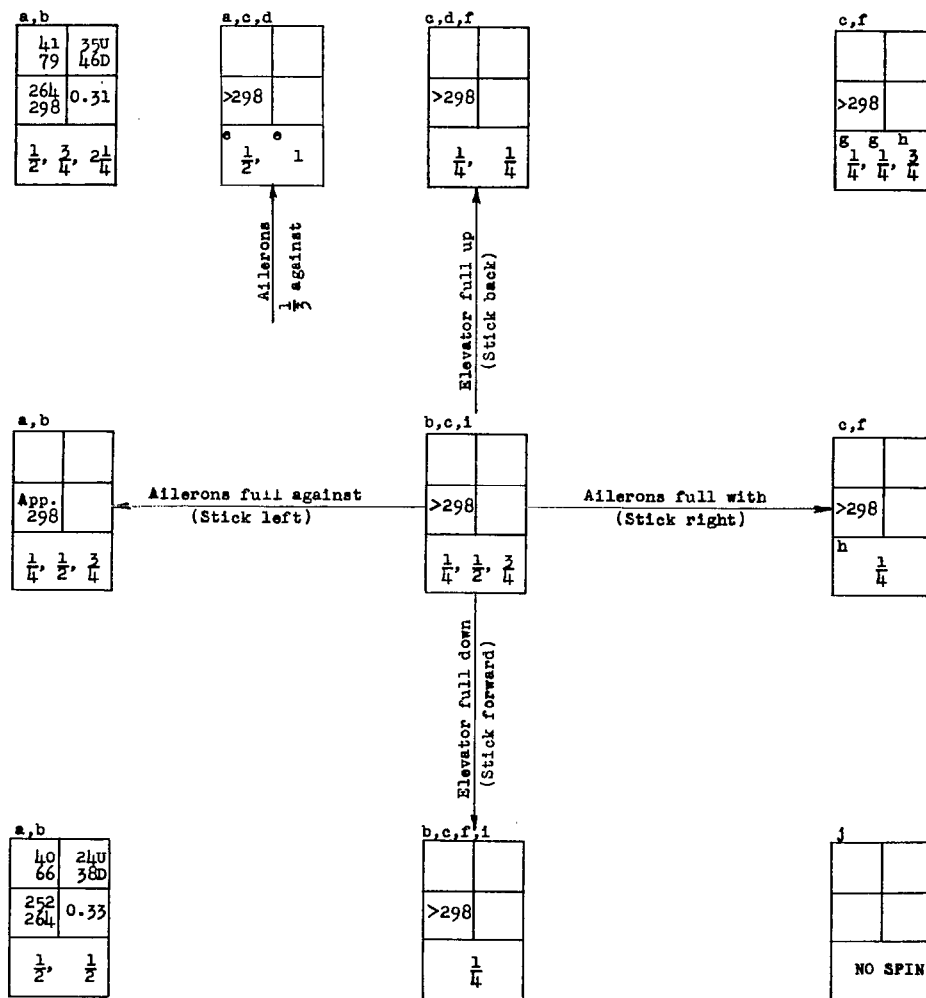 a,b
41 35U
79 46D
264 0.31
298
1/2, 3/4, 2 1/4
a,c,d
>298
e e
1/2, 1
c,d,f
>298
1/4, 1/4
c,f
>298
g g h
1/4, 1/4, 3/4
Ailerons
1/3 against
Elevator full up
(Stick back)
a,b
App.
298
1/4, 1/2, 3/4
Ailerons full against
(Stick left)
b,c,i
>298
1/4, 1/2, 3/4
Ailerons full with
(Stick right)
c,f
>298
h
1/4
Elevator full down
(Stick forward)
a,b
40 24U
66 38D
252 0.33
264
1/2, 1/2
b,c,f,i
>298
1/4
j
NO SPIN